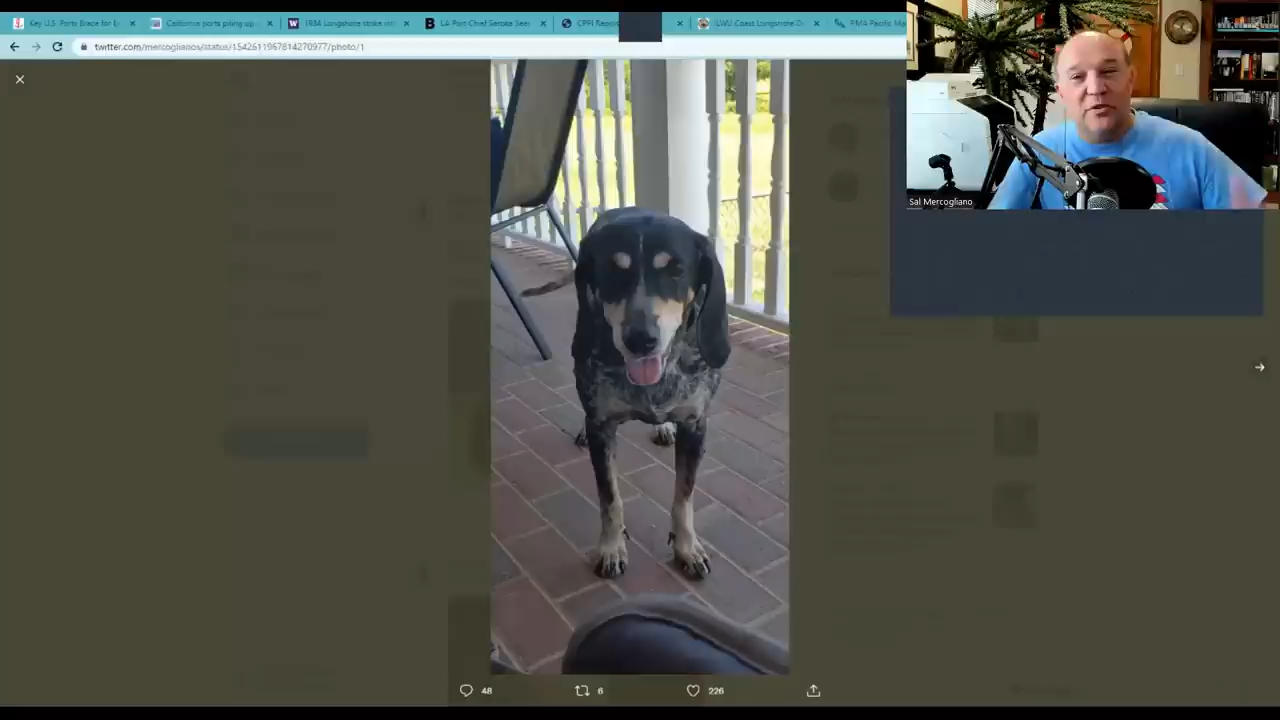 Key U.S. Ports Brace for
California ports piling up
1934 Longshore strike
LA Port Chief Seroka
CPPI
ILWU Coast Longshore
PMA Pacific
twitter.com/mercoglianos/status/1542611967814270977/photo/1
Sal Mercogliano
48
6
226